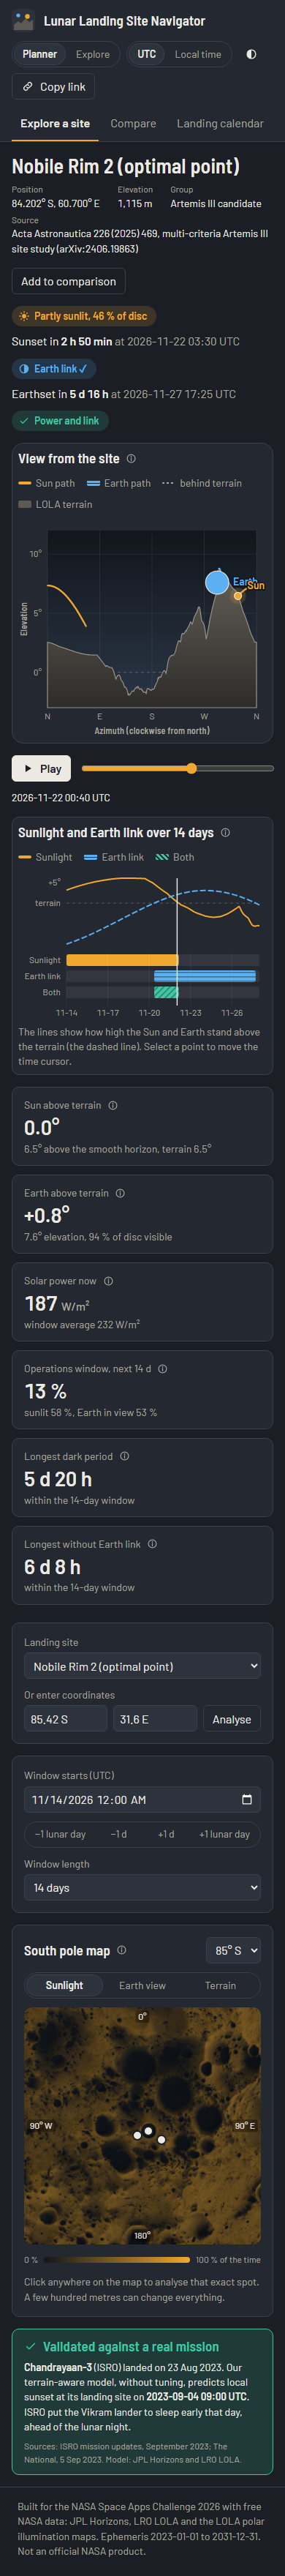 Lunar Landing Site Navigator
Planner Explore UTC Local time
Copy link
Explore a site Compare Landing calendar
Nobile Rim 2 (optimal point)
Position Elevation Group
84.202° S, 60.700° E 1,115 m Artemis III candidate
Source
Acta Astronautica 226 (2025) 469, multi-criteria Artemis III
site study (arXiv:2406.19863)
Add to comparison
Partly sunlit, 46 % of disc
Sunset in 2 h 50 min at 2026-11-22 03:30 UTC
Earth link ✓
Earthset in 5 d 16 h at 2026-11-27 17:25 UTC
Power and link
View from the site
Sun path Earth path behind terrain
LOLA terrain
10°
5°
0°
Elevation
Earth
Sun
N E S W N
Azimuth (clockwise from north)
Play
2026-11-22 00:40 UTC
Sunlight and Earth link over 14 days
Sunlight Earth link Both
+5°
terrain
Sunlight
Earth link
Both
11-14 11-17 11-20 11-23 11-26
The lines show how high the Sun and Earth stand above
the terrain (the dashed line). Select a point to move the
time cursor.
Sun above terrain
0.0°
6.5° above the smooth horizon, terrain 6.5°
Earth above terrain
+0.8°
7.6° elevation, 94 % of disc visible
Solar power now
187 W/m²
window average 232 W/m²
Operations window, next 14 d
13 %
sunlit 58 %, Earth in view 53 %
Longest dark period
5 d 20 h
within the 14-day window
Longest without Earth link
6 d 8 h
within the 14-day window
Landing site
Nobile Rim 2 (optimal point)
Or enter coordinates
85.42 S 31.6 E Analyse
Window starts (UTC)
11/14/2026 12:00 AM
−1 lunar day −1 d +1 d +1 lunar day
Window length
14 days
South pole map 85° S
Sunlight Earth view Terrain
0°
90° W 90° E
180°
0 % 100 % of the time
Click anywhere on the map to analyse that exact spot.
A few hundred metres can change everything.
Validated against a real mission
Chandrayaan-3 (ISRO) landed on 23 Aug 2023. Our
terrain-aware model, without tuning, predicts local
sunset at its landing site on 2023-09-04 09:00 UTC.
ISRO put the Vikram lander to sleep early that day,
ahead of the lunar night.
Sources: ISRO mission updates, September 2023; The
National, 5 Sep 2023. Model: JPL Horizons and LRO LOLA.
Built for the NASA Space Apps Challenge 2026 with free
NASA data: JPL Horizons, LRO LOLA and the LOLA polar
illumination maps. Ephemeris 2023-01-01 to 2031-12-31.
Not an official NASA product.